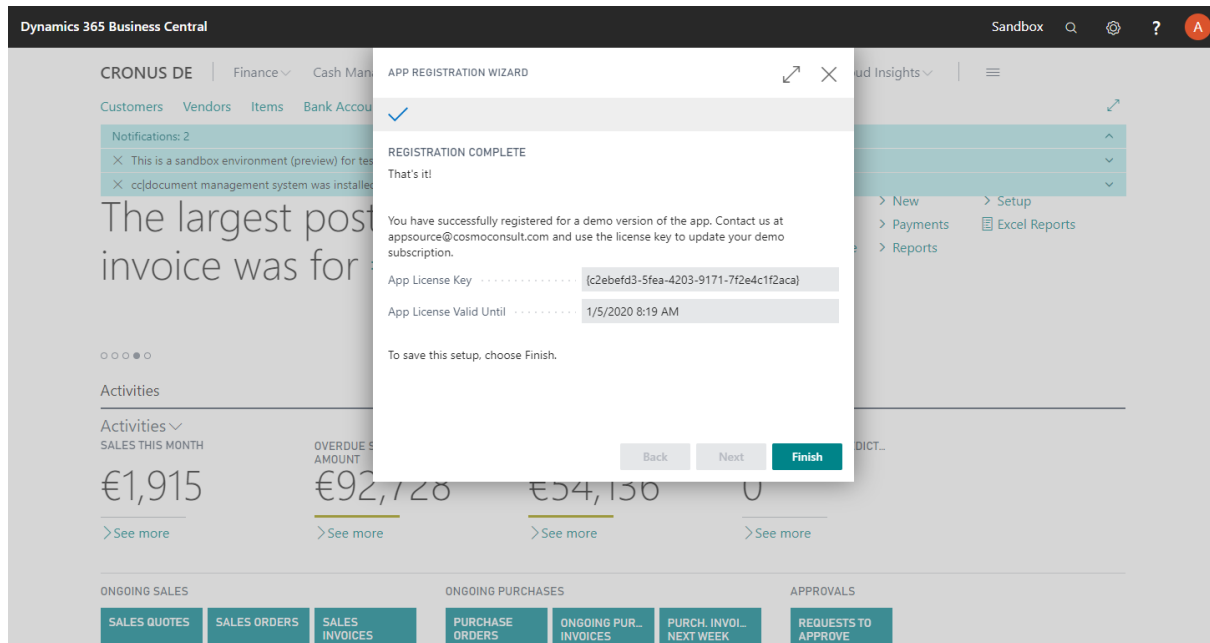 Dynamics 365 Business Central
Sandbox
?
A
CRONUS DE
Finance
Cash Man
ud Insights
Customers Vendors Items Bank Accou
Notifications: 2
This is a sandbox environment (preview) for tes
cc|document management system was installed
The largest post
invoice was for
> New
> Payments
> Reports
> Setup
Excel Reports
APP REGISTRATION WIZARD
REGISTRATION COMPLETE
That's it!
You have successfully registered for a demo version of the app. Contact us at
appsource@cosmoconsult.com and use the license key to update your demo
subscription.
App License Key {c2ebefd3-5fea-4203-9171-7f2e4c1f2aca}
App License Valid Until 1/5/2020 8:19 AM
To save this setup, choose Finish.
Back Next Finish
Activities
Activities
SALES THIS MONTH
€1,915
> See more
OVERDUE S
AMOUNT
€92,728
> See more
€54,136
> See more
DICT...
0
> See more
ONGOING SALES
SALES QUOTES
SALES ORDERS
SALES
INVOICES
ONGOING PURCHASES
PURCHASE
ORDERS
ONGOING PUR...
INVOICES
PURCH. INVOI...
NEXT WEEK
APPROVALS
REQUESTS TO
APPROVE